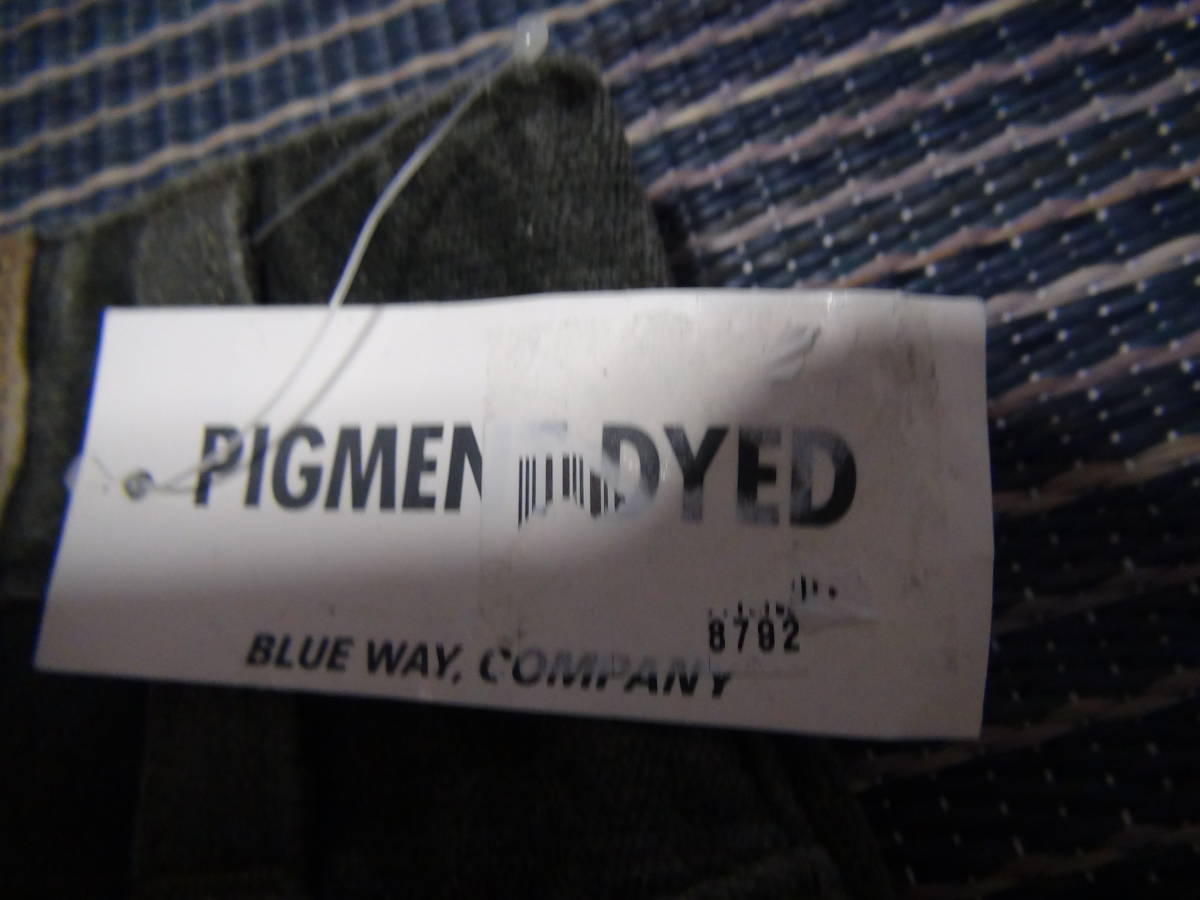 PIGMENT DYED
8792
BLUE WAY, COMPANY